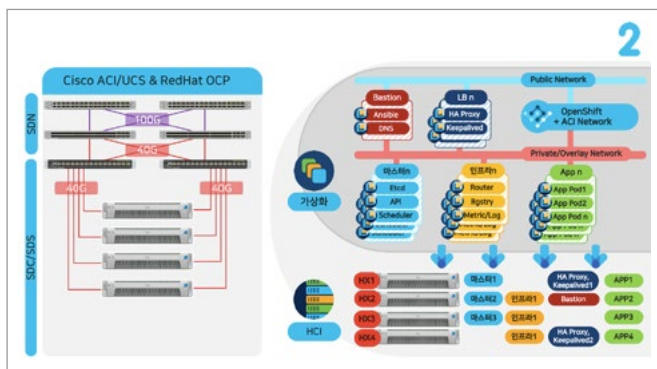 2
Cisco ACI/UCS & RedHat OCP
SDN
100G
40G
SDC/SDS
40G
40G
Public Network
Bastion
Ansible
DNS
LB n
HA Proxy
Keepalived
OpenShift
+ ACI Network
Private/Overlay Network
가상화
마스터n
Etcd
API
Scheduler
인프라n
Router
Rgstry
Metric/Log
App n
App Pod1
App Pod2
App Pod n
HCI
HX1
HX2
HX3
HX4
마스터1
마스터2
마스터3
인프라1
인프라1
인프라1
HA Proxy,
Keepalived1
Bastion
HA Proxy,
Keepalived2
APP1
APP2
APP3
APP4